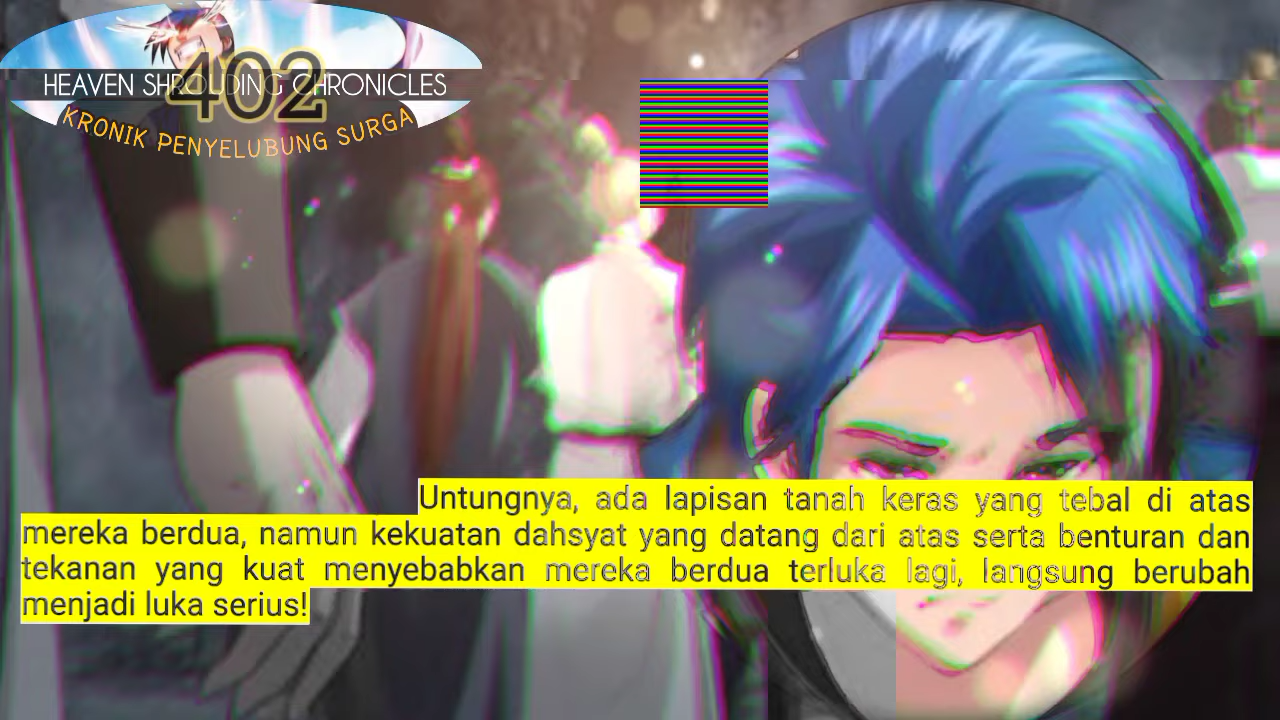 402
HEAVEN SHROUDING CHRONICLES
KRONIK PENYELUBUNG SURGA
Untungnya, ada lapisan tanah keras yang tebal di atas
mereka berdua, namun kekuatan dahsyat yang datang dari atas serta benturan dan
tekanan yang kuat menyebabkan mereka berdua terluka lagi, langsung berubah
menjadi luka serius!